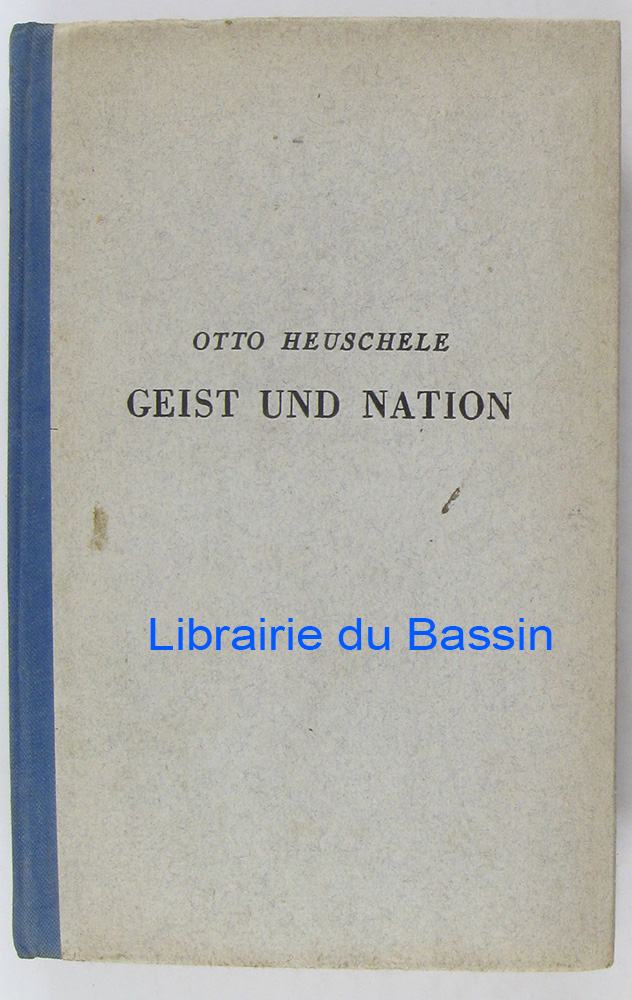 OTTO HEUSCHELE
GEIST UND NATION
Librairie du Bassin